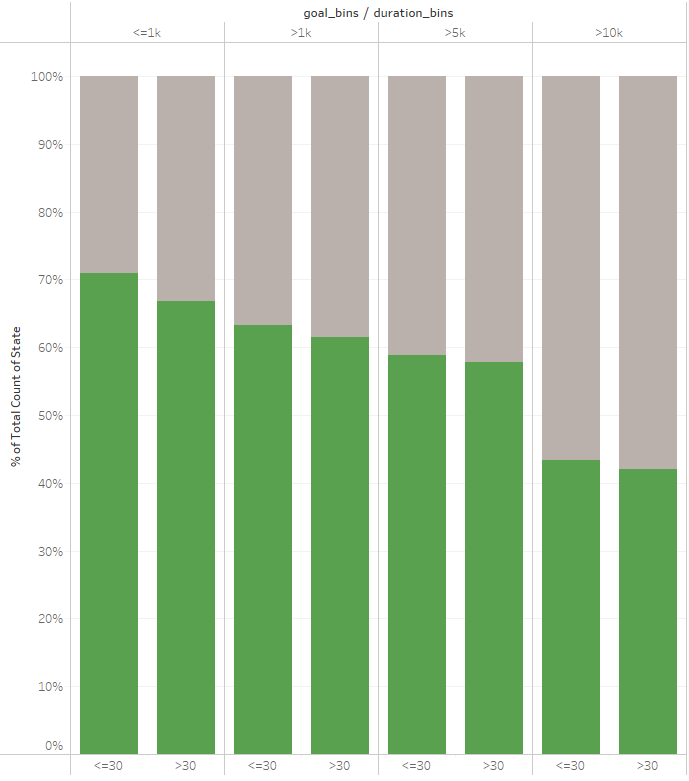 goal_bins / duration_bins
<=1k >1k >5k >10k
100%
90%
80%
70%
60%
50%
40%
30%
20%
10%
0%
% of Total Count of State
<=30 >30 <=30 >30 <=30 >30 <=30 >30